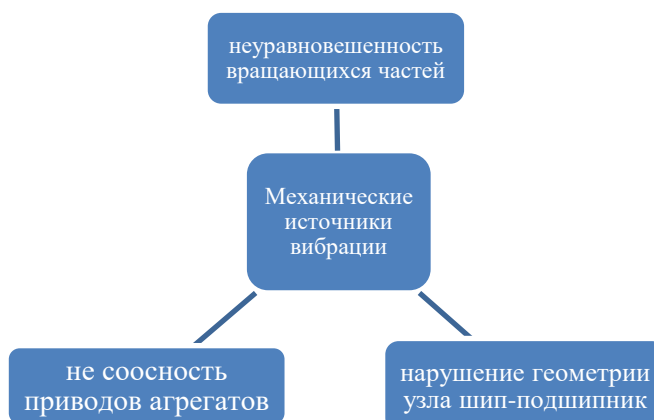 неуравновешенность
вращающихся частей
Механические
источники
вибрации
не соосность
приводов агрегатов
нарушение геометрии
узла шип-подшипник